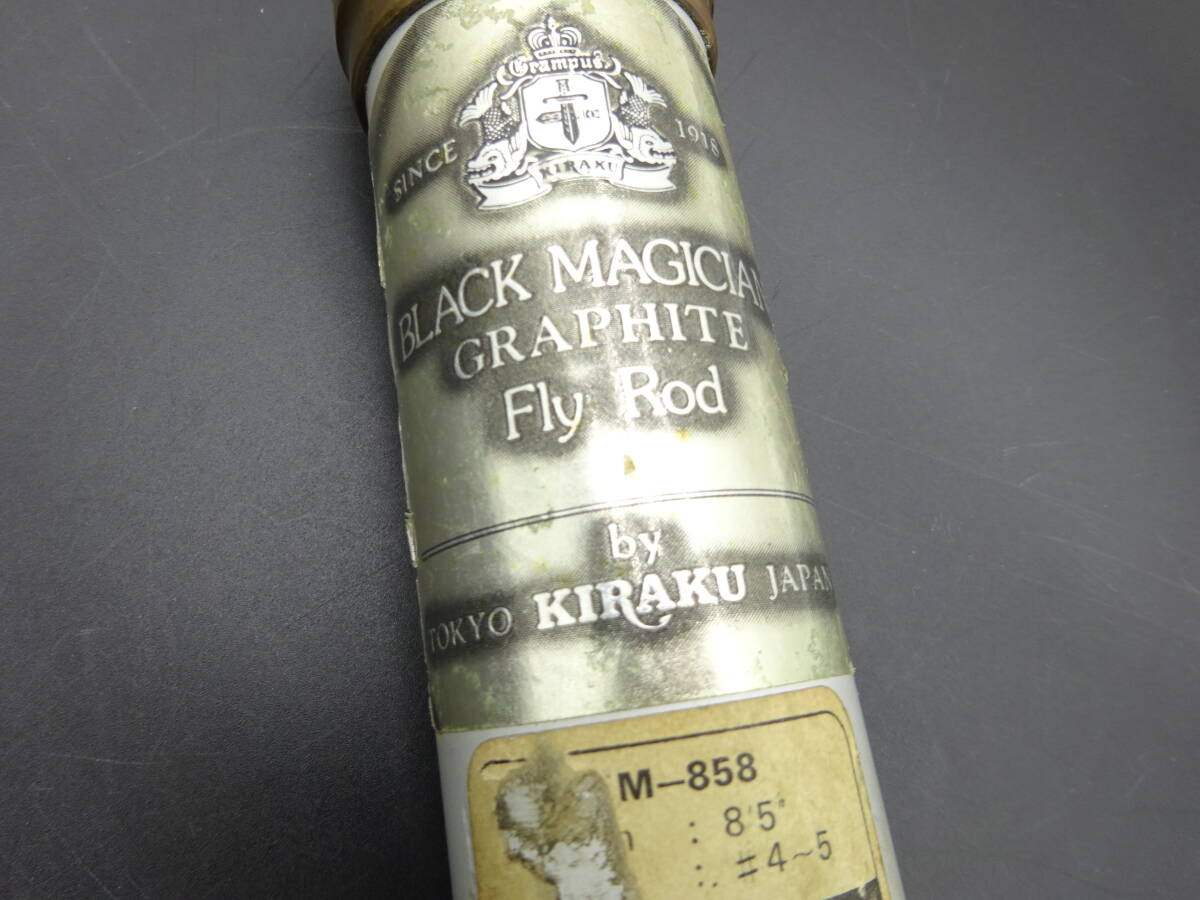 Grampus
SINCE 1918
KIRAKU
BLACK MAGICIAN
GRAPHITE
Fly Rod
by
TOKYO KIRAKU JAPAN
M-858
: 8'5"
: #4~5